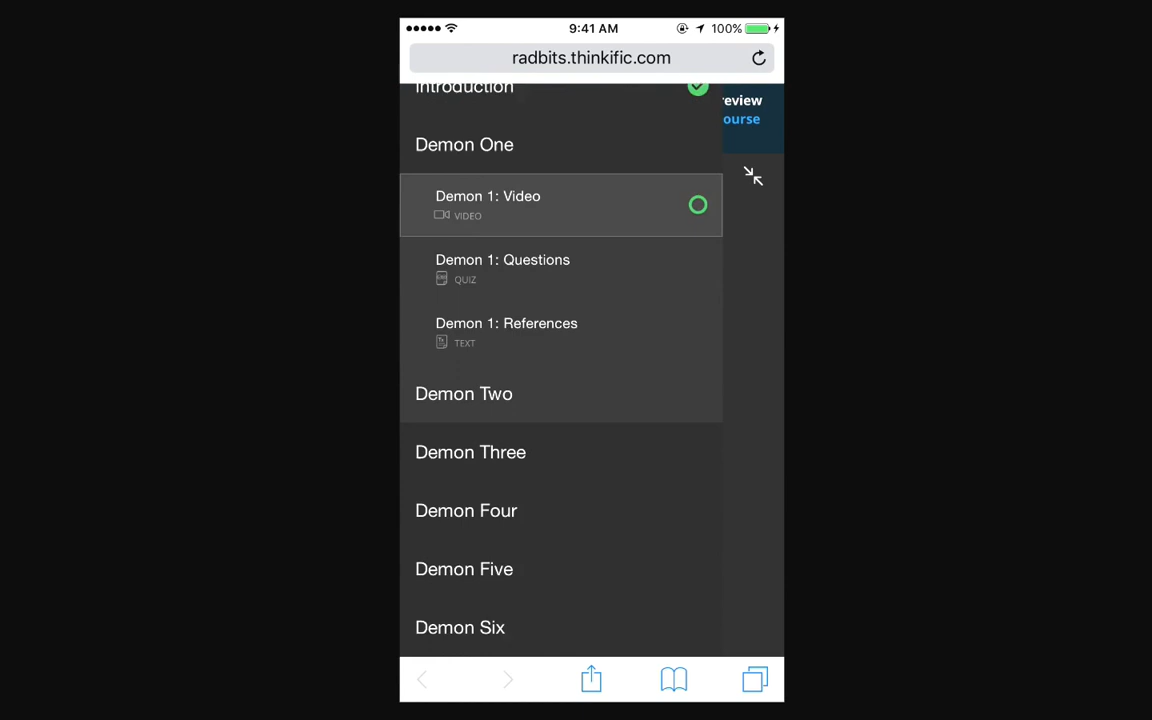 9:41 AM
100%
radbits.thinkific.com
Introduction
review
ourse
Demon One
Demon 1: Video
VIDEO
Demon 1: Questions
QUIZ
Demon 1: References
TEXT
Demon Two
Demon Three
Demon Four
Demon Five
Demon Six